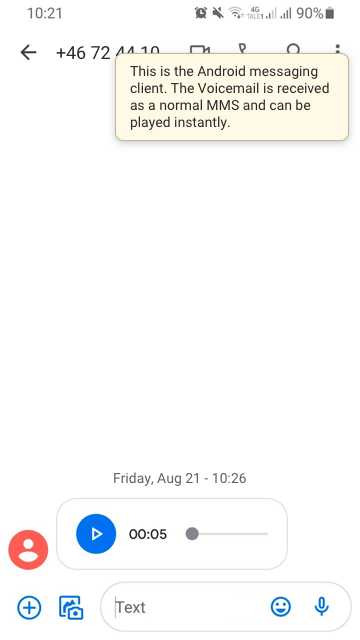 10:21
4G
90%
+46 72 44 10
This is the Android messaging
client. The Voicemail is received
as a normal MMS and can be
played instantly.
Friday, Aug 21 - 10:26
00:05
Text